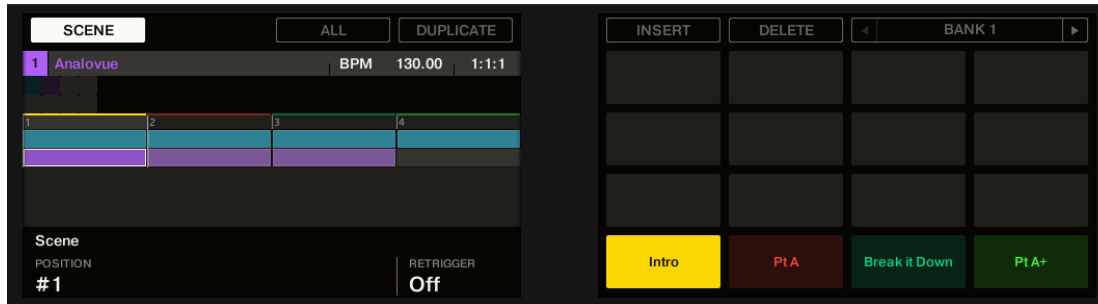 SCENE ALL DUPLICATE
1 Analovue BPM 130.00 1:1:1
1 2 3 4
Scene
POSITION RETRIGGER
#1 Off
INSERT DELETE BANK 1
Intro Pt A Break it Down Pt A+